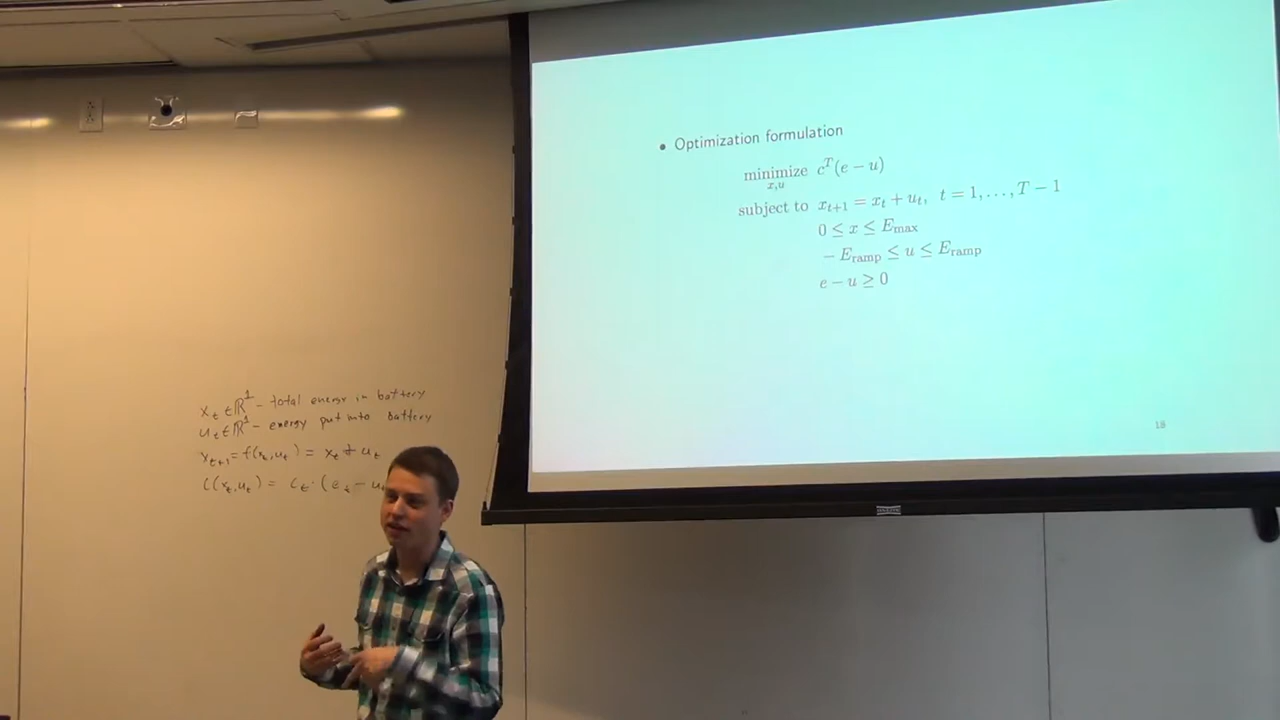 • Optimization formulation
minimize c^T(e − u)
x,u
subject to x_{t+1} = x_t + u_t, t = 1, . . . , T − 1
0 ≤ x ≤ E_max
− E_ramp ≤ u ≤ E_ramp
e − u ≥ 0
18
x_t ∈ ℝ^1 – total energy in battery
u_t ∈ ℝ^1 – energy put into battery
x_{t+1} = f(x_t, u_t) = x_t + u_t
C(x_t, u_t) = C_t · (e_t − u